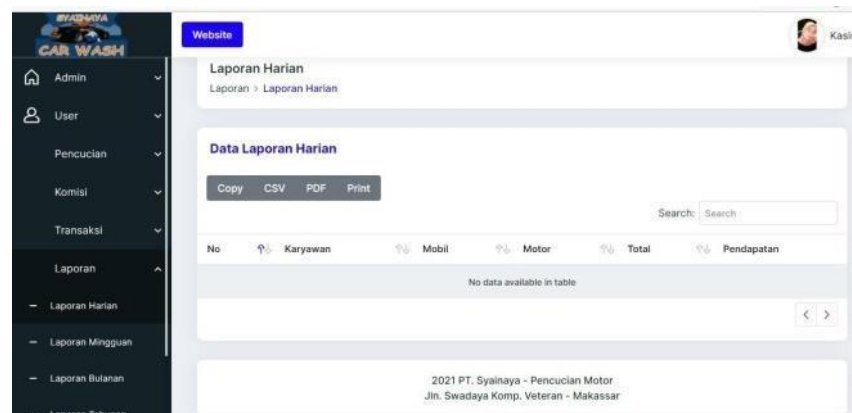 SYAINAYA
CAR WASH
Website
Admin
User
Pencucian
Komisi
Transaksi
Laporan
Laporan Harian
Laporan Mingguan
Laporan Bulanan
Laporan Harian
Laporan > Laporan Harian
Data Laporan Harian
Copy CSV PDF Print
Search: Search
No Karyawan Mobil Motor Total Pendapatan
No data available in table
< >
2021 PT. Syainaya - Pencucian Motor
Jln. Swadaya Komp. Veteran - Makassar